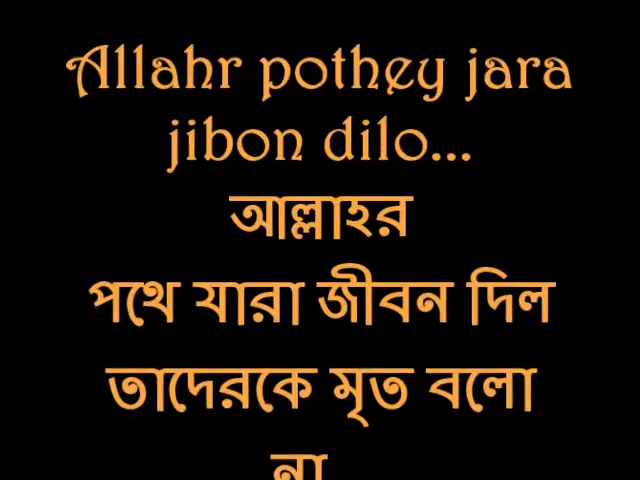 Allahr pothey jara
jibon dilo...
আল্লাহর
পথে যারা জীবন দিল
তাদেরকে মৃত বলো
না